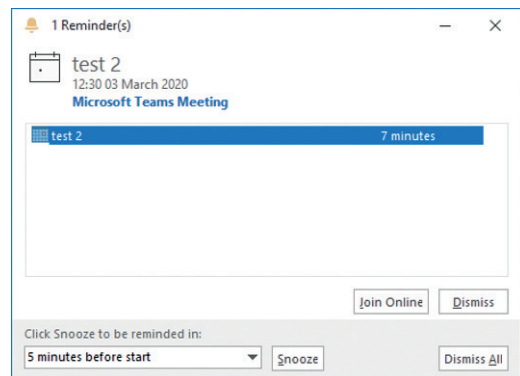 1 Reminder(s)
test 2
12:30 03 March 2020
Microsoft Teams Meeting
test 2 7 minutes
Join Online Dismiss
Click Snooze to be reminded in:
5 minutes before start Snooze Dismiss All